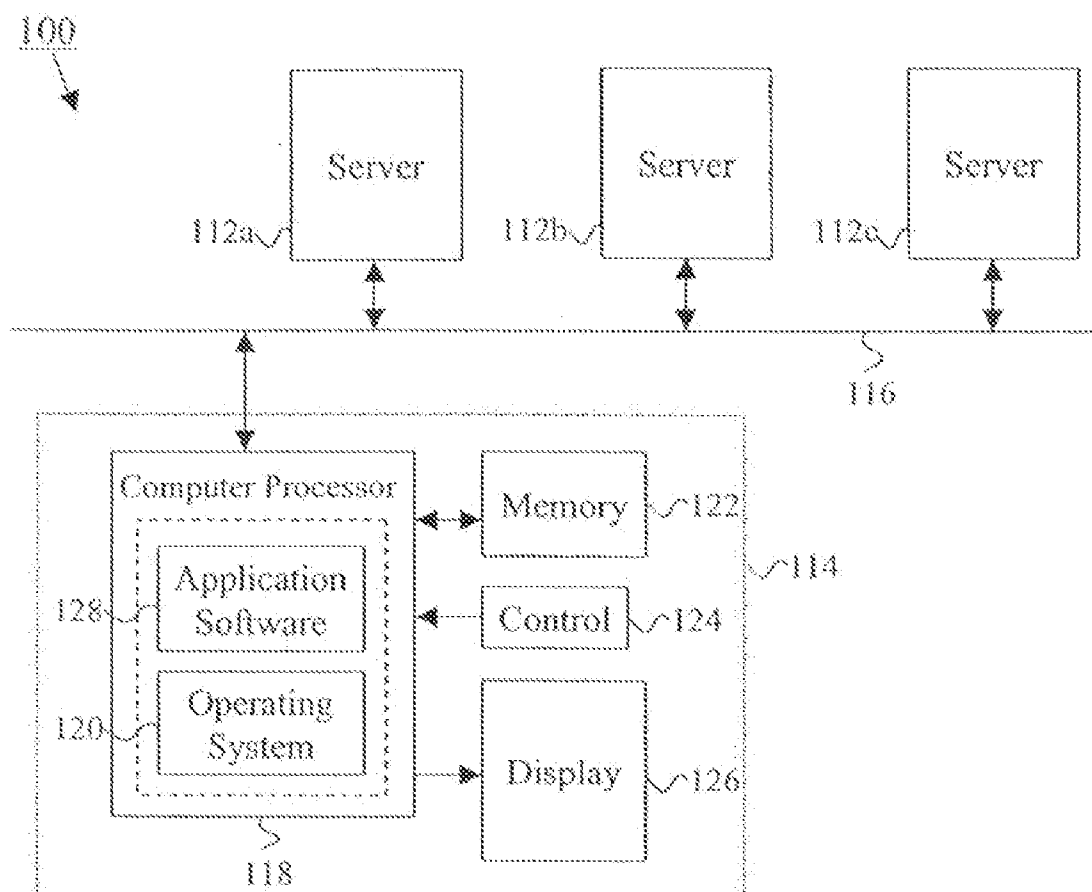 100
Server
Server
Server
112a
112b
112c
116
Computer Processor
Memory
122
114
Application
Software
128
Control
124
Operating
System
120
Display
126
118